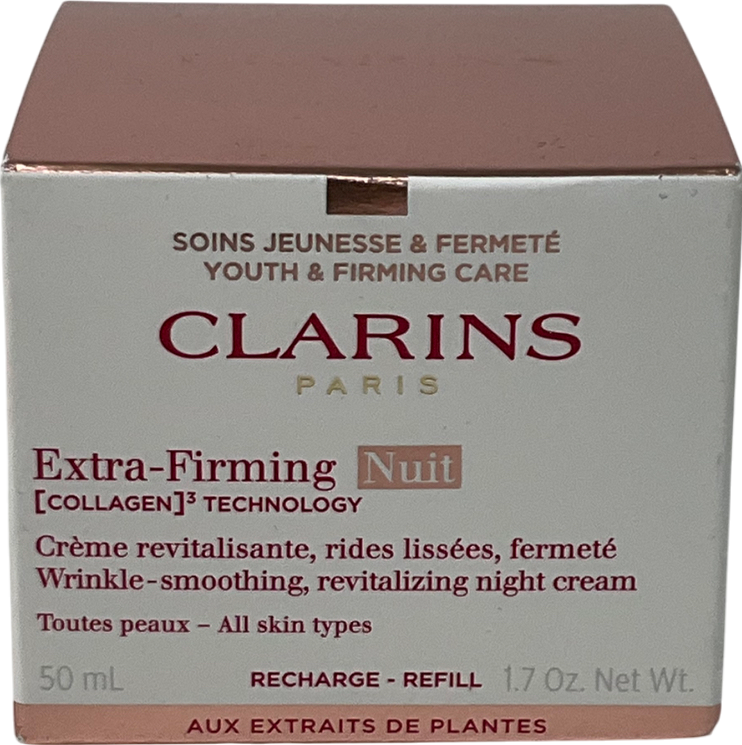 SOINS JEUNESSE & FERMETÉ
YOUTH & FIRMING CARE
CLARINS
PARIS
Extra-Firming Nuit
[COLLAGEN]³ TECHNOLOGY
Crème revitalisante, rides lissées, fermeté
Wrinkle-smoothing, revitalizing night cream
Toutes peaux – All skin types
50 mL RECHARGE - REFILL 1.7 Oz. Net Wt.
AUX EXTRAITS DE PLANTES